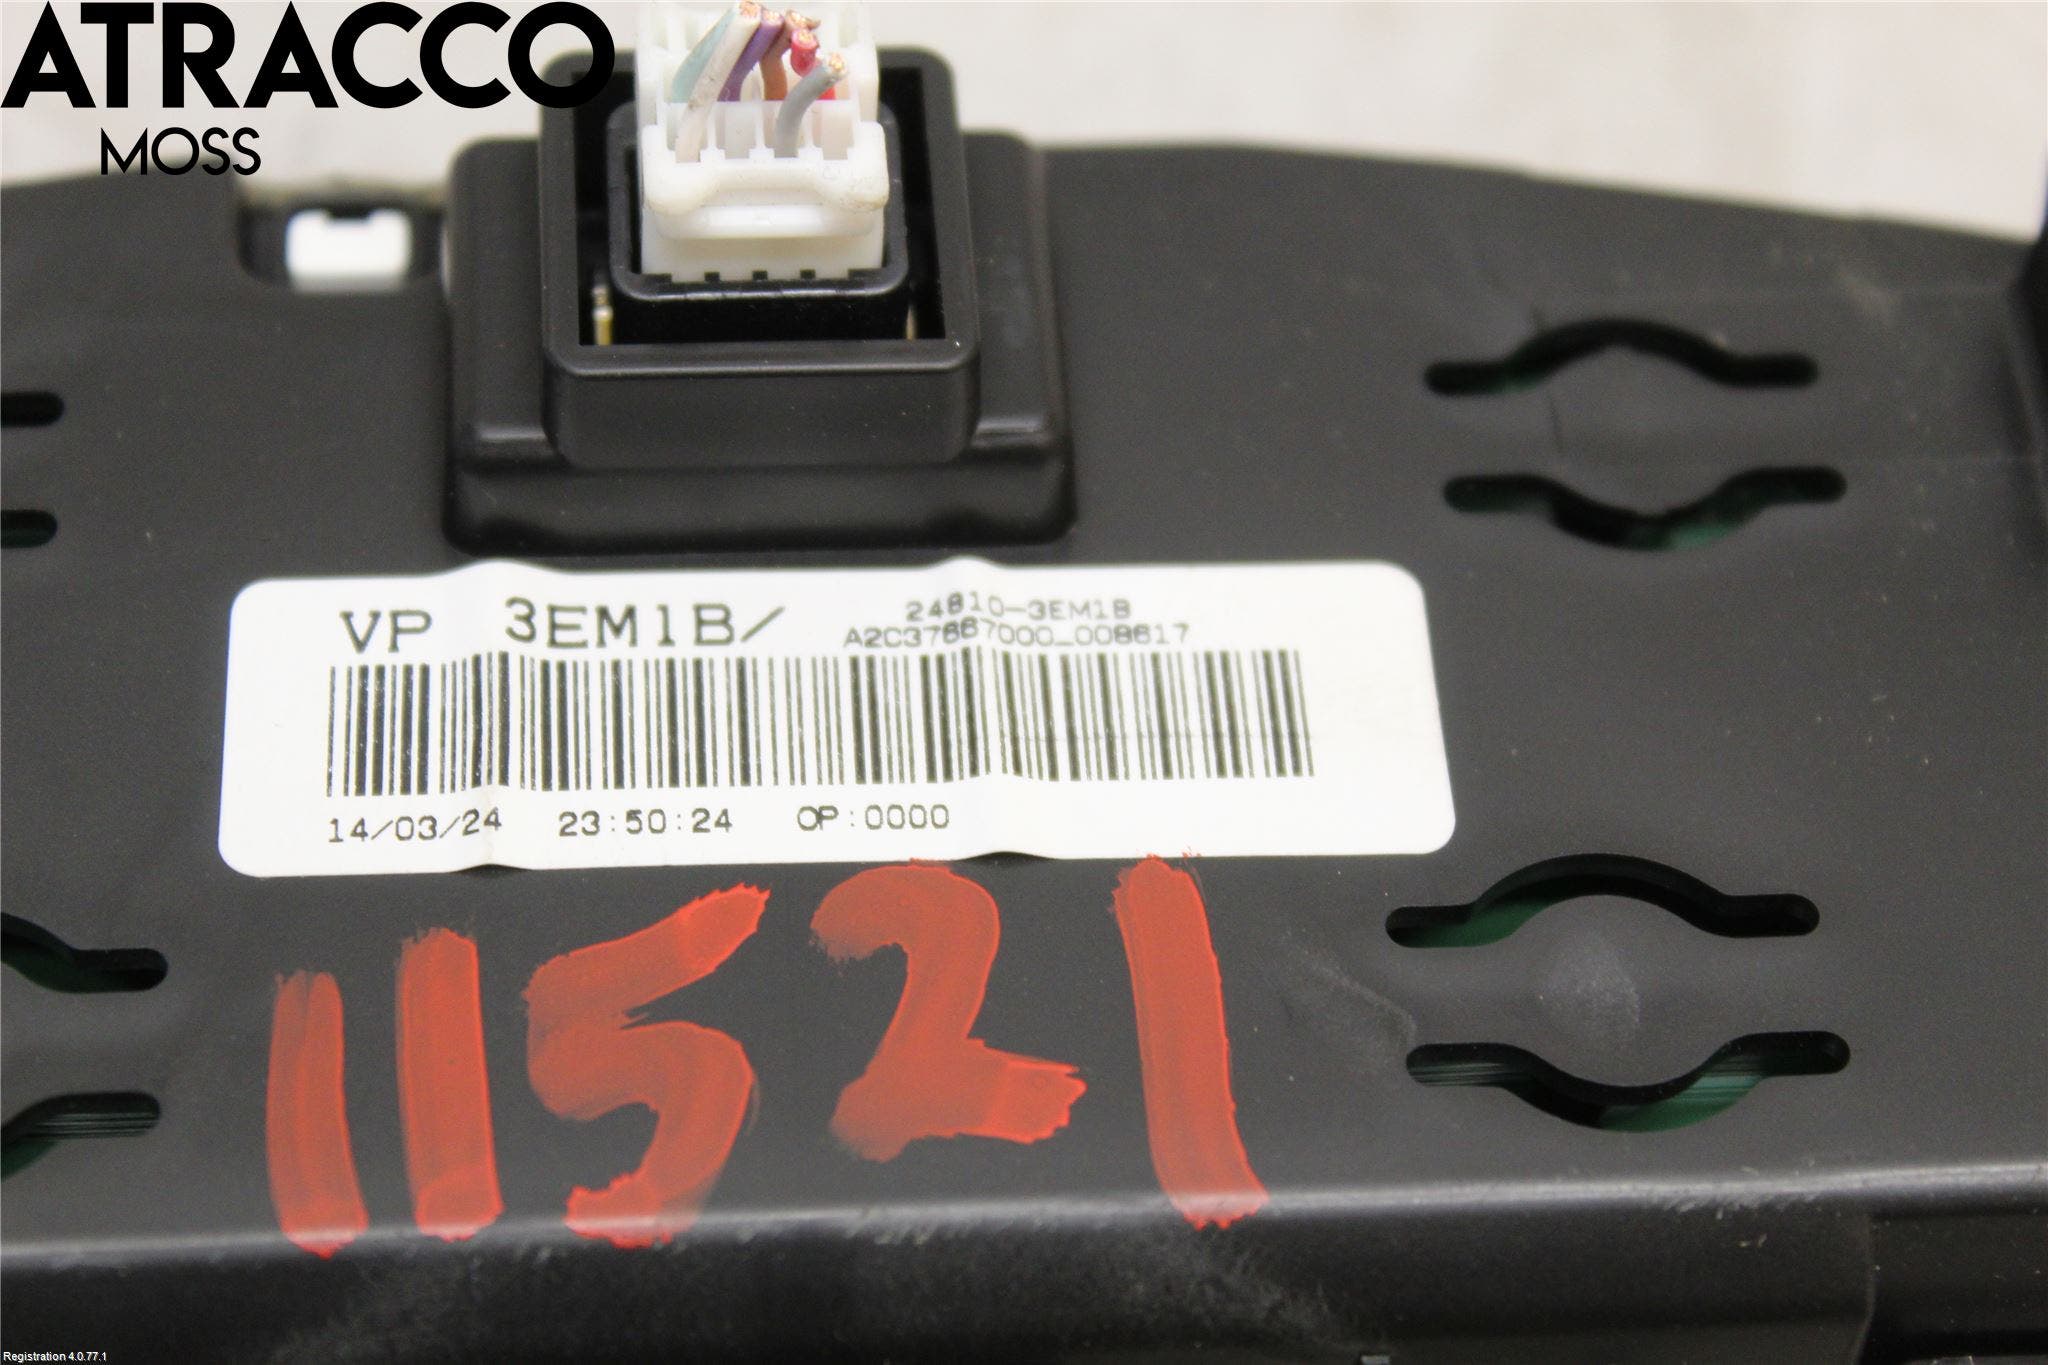 ATRACCO
MOSS
VP 3EM1B/
24810-3EM1B
A2C37667000_008617
14/03/24 23:50:24 OP:0000
11521
Registration 4.0.77.1